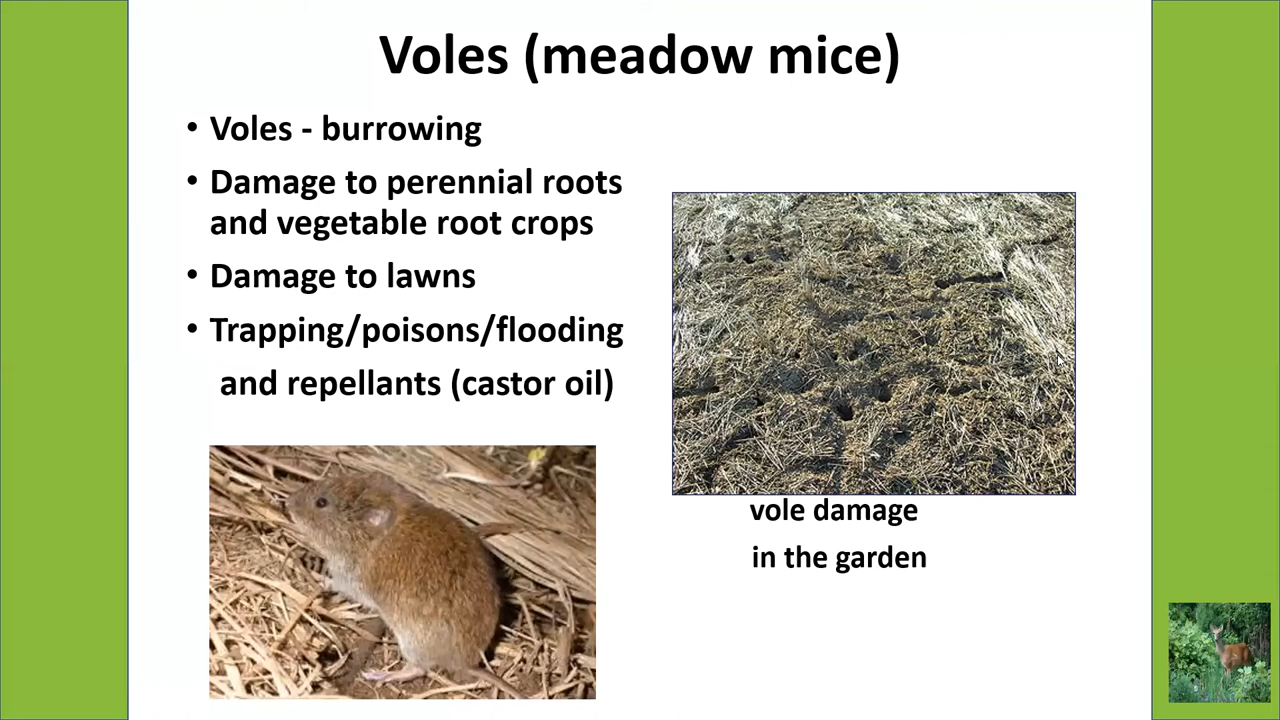 Voles (meadow mice)
• Voles - burrowing
• Damage to perennial roots
and vegetable root crops
• Damage to lawns
• Trapping/poisons/flooding
and repellants (castor oil)
vole damage
in the garden